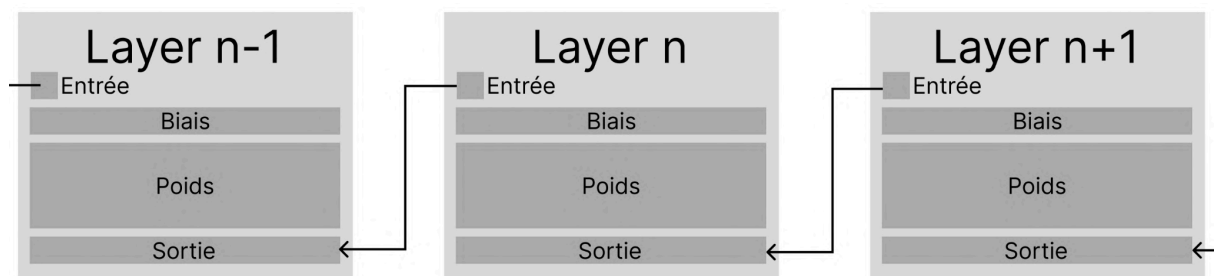 Layer n-1
Entrée
Biais
Poids
Sortie
Layer n
Entrée
Biais
Poids
Sortie
Layer n+1
Entrée
Biais
Poids
Sortie